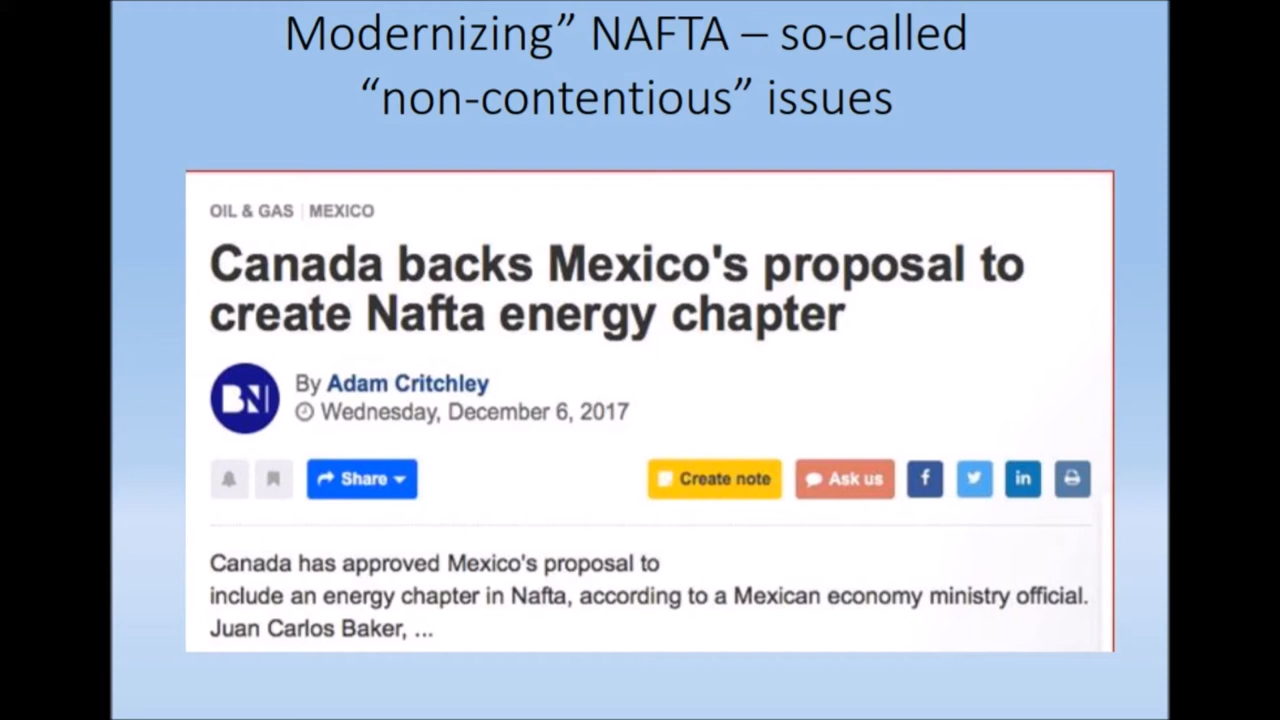 Modernizing” NAFTA – so-called
“non-contentious” issues
OIL & GAS | MEXICO
Canada backs Mexico's proposal to
create Nafta energy chapter
BN
By Adam Critchley
Wednesday, December 6, 2017
Share
Create note
Ask us
f
in
Canada has approved Mexico's proposal to
include an energy chapter in Nafta, according to a Mexican economy ministry official.
Juan Carlos Baker, ...